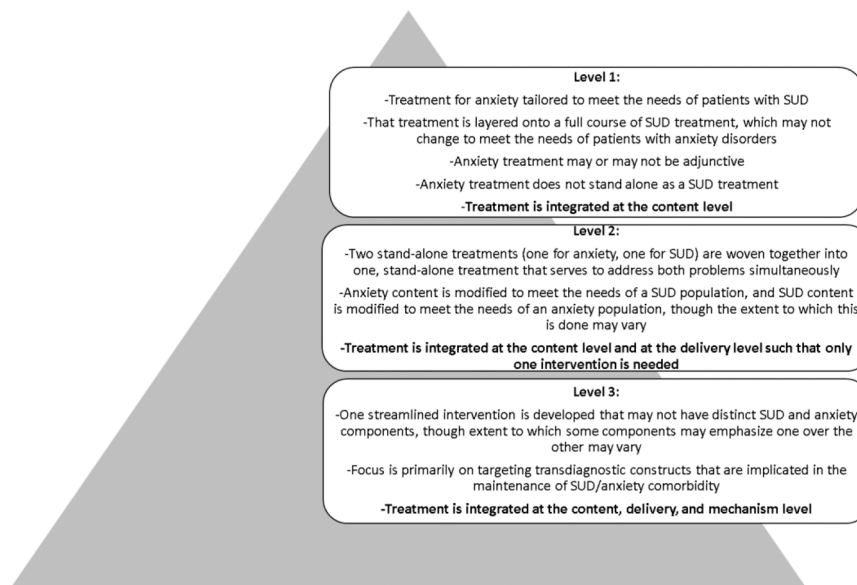 Level 1:
-Treatment for anxiety tailored to meet the needs of patients with SUD
-That treatment is layered onto a full course of SUD treatment, which may not
change to meet the needs of patients with anxiety disorders
-Anxiety treatment may or may not be adjunctive
-Anxiety treatment does not stand alone as a SUD treatment
-Treatment is integrated at the content level
Level 2:
-Two stand-alone treatments (one for anxiety, one for SUD) are woven together into
one, stand-alone treatment that serves to address both problems simultaneously
-Anxiety content is modified to meet the needs of a SUD population, and SUD content
is modified to meet the needs of an anxiety population, though the extent to which this
is done may vary
-Treatment is integrated at the content level and at the delivery level such that only
one intervention is needed
Level 3:
-One streamlined intervention is developed that may not have distinct SUD and anxiety
components, though extent to which some components may emphasize one over the
other may vary
-Focus is primarily on targeting transdiagnostic constructs that are implicated in the
maintenance of SUD/anxiety comorbidity
-Treatment is integrated at the content, delivery, and mechanism level